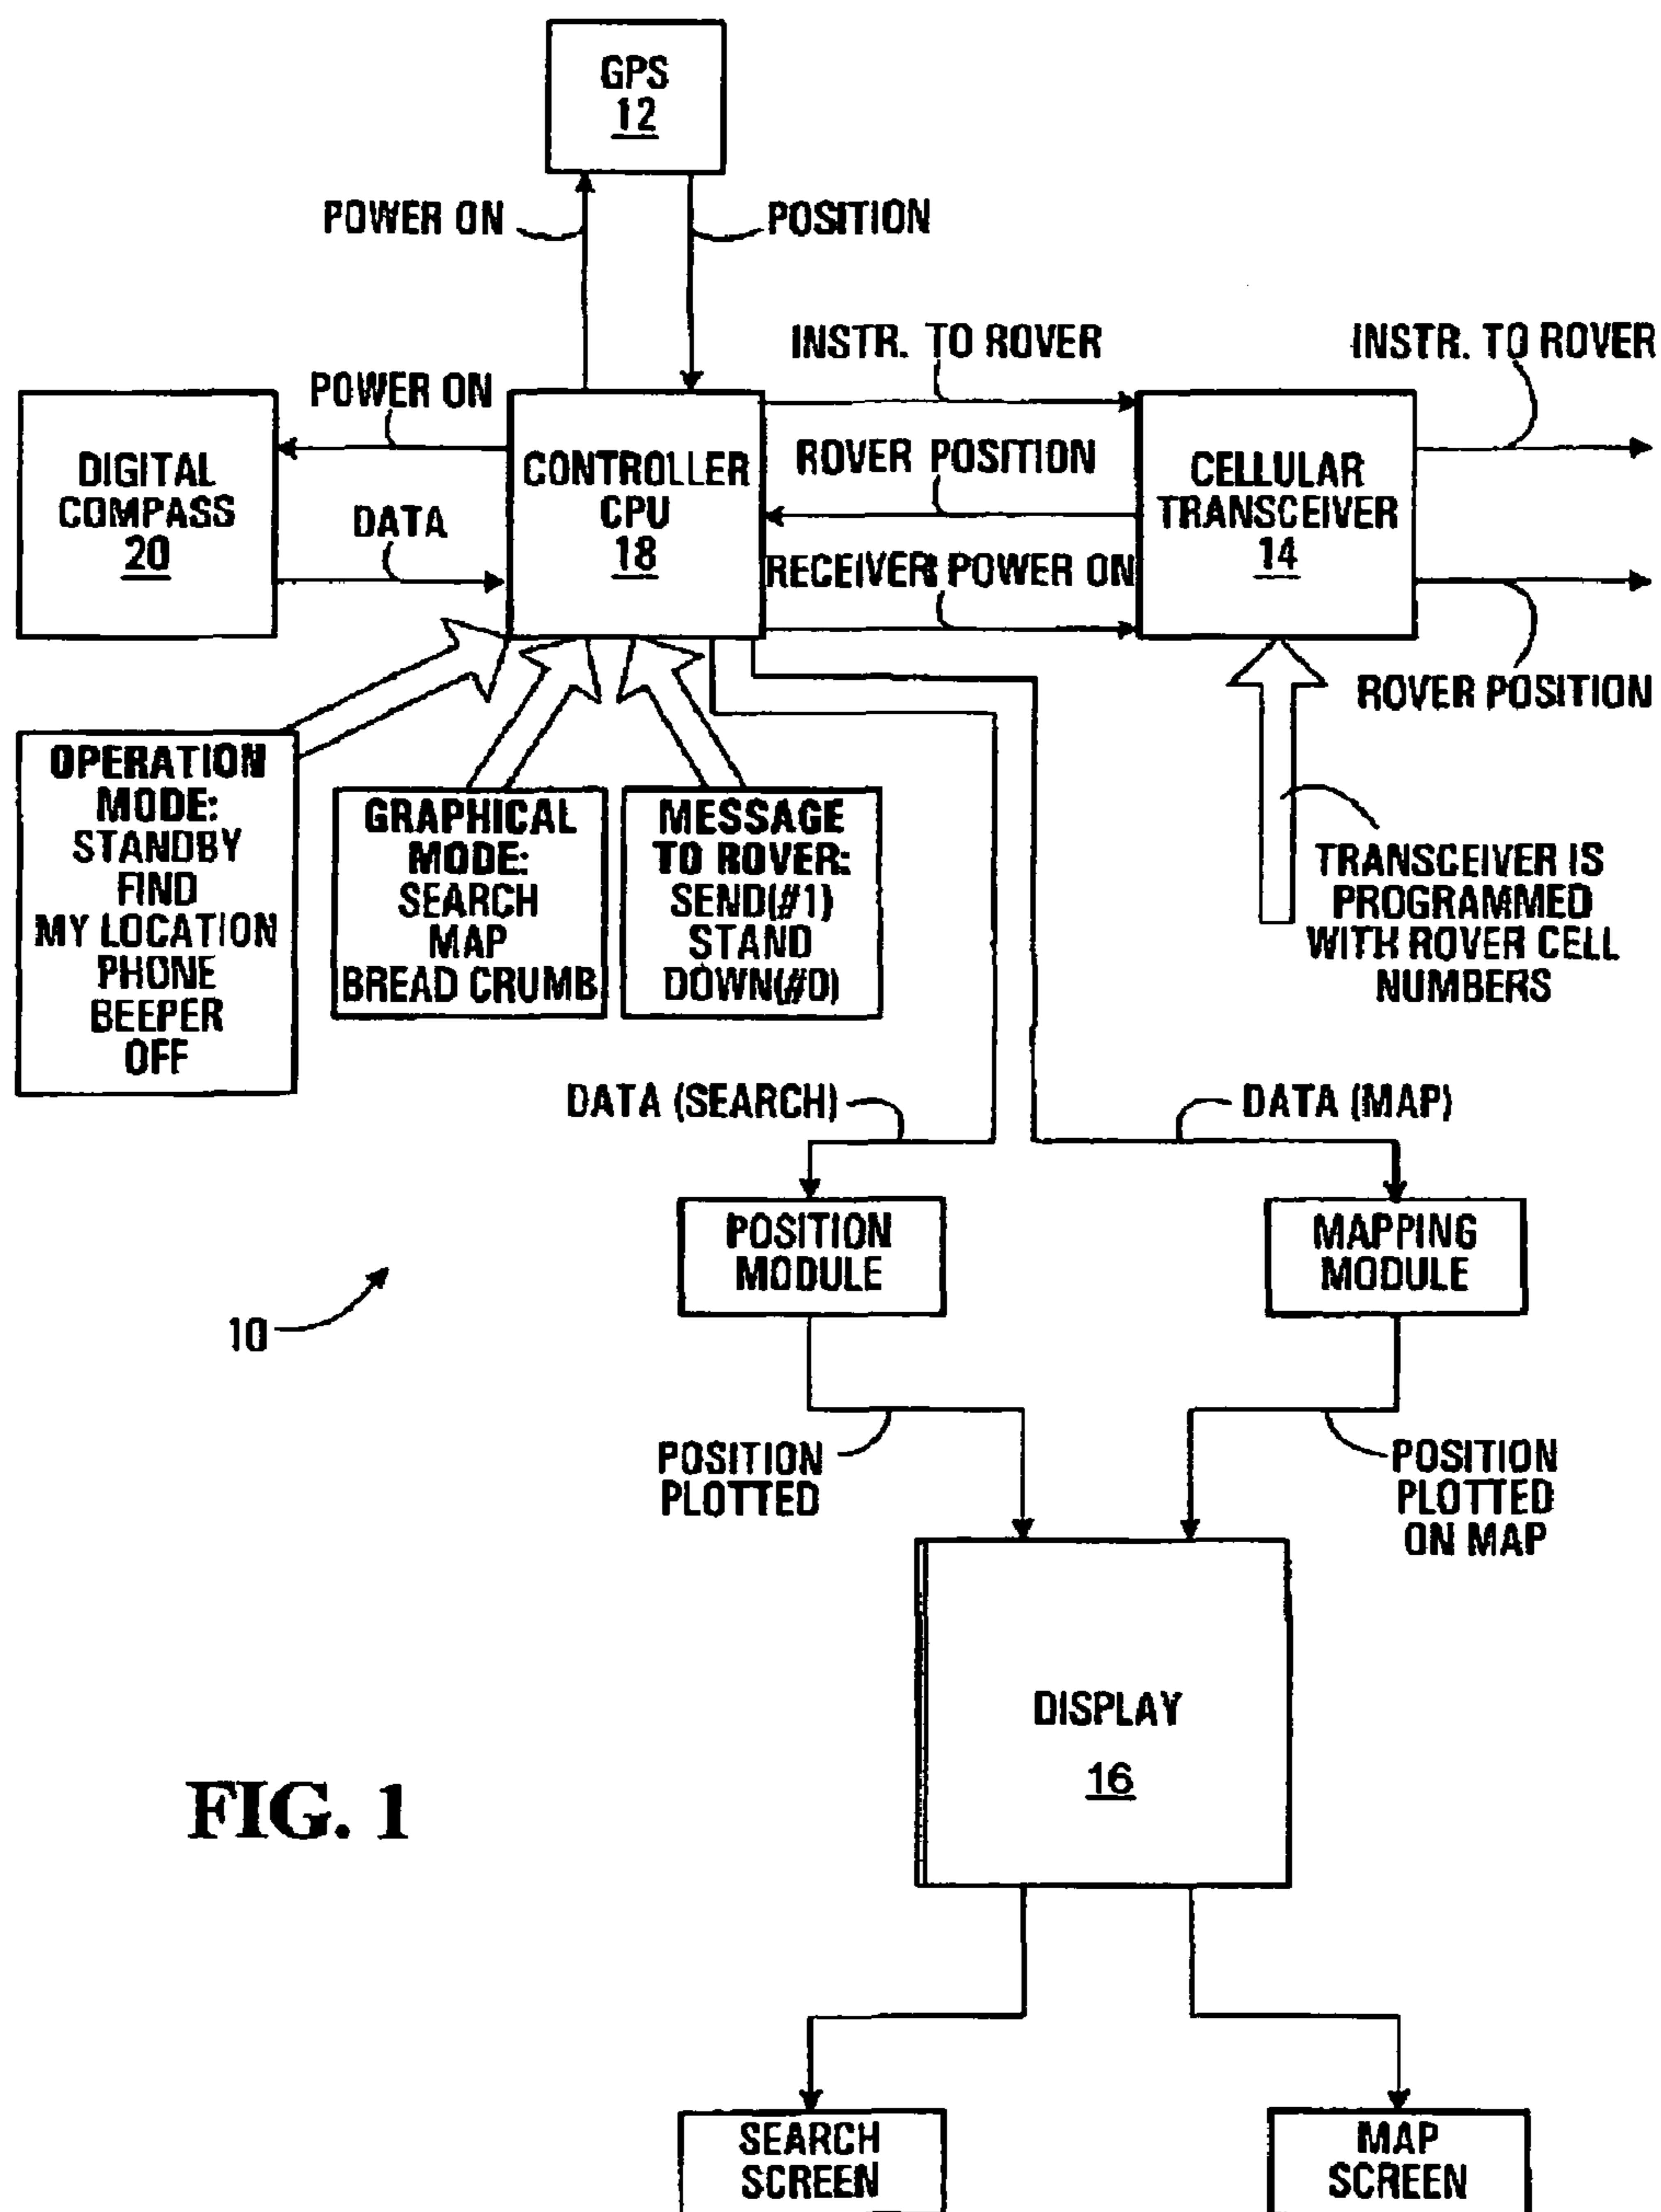 GPS
12
POWER ON
POSITION
INSTR. TO ROVER
INSTR. TO ROVER
POWER ON
DIGITAL
COMPASS
20
DATA
CONTROLLER
CPU
18
ROVER POSITION
RECEIVER POWER ON
CELLULAR
TRANSCEIVER
14
ROVER POSITION
OPERATION
MODE:
STANDBY
FIND
MY LOCATION
PHONE
BEEPER
OFF
GRAPHICAL
MODE:
SEARCH
MAP
BREAD CRUMB
MESSAGE
TO ROVER:
SEND(#1)
STAND
DOWN(#0)
TRANSCEIVER IS
PROGRAMMED
WITH ROVER CELL
NUMBERS
DATA (SEARCH)
DATA (MAP)
POSITION
MODULE
MAPPING
MODULE
10
POSITION
PLOTTED
POSITION
PLOTTED
ON MAP
DISPLAY
16
FIG. 1
SEARCH
SCREEN
MAP
SCREEN